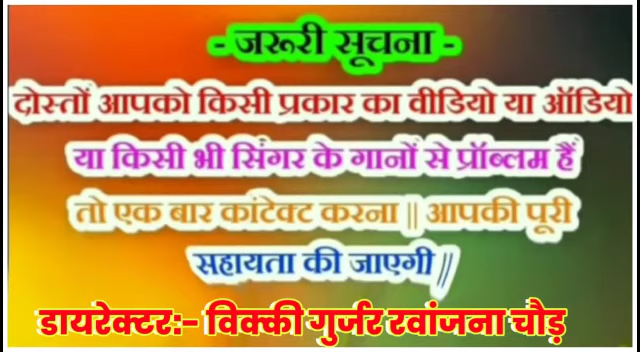 - जरूरी सूचना -
दोस्तों आपको किसी प्रकार का वीडियो या ऑडियो
या किसी भी सिंगर के गानों से प्रॉब्लम हैं
तो एक बार कांटेक्ट करना || आपकी पूरी
सहायता की जाएगी ||
डायरेक्टर:- विक्की गुर्जर खांजना चौड़